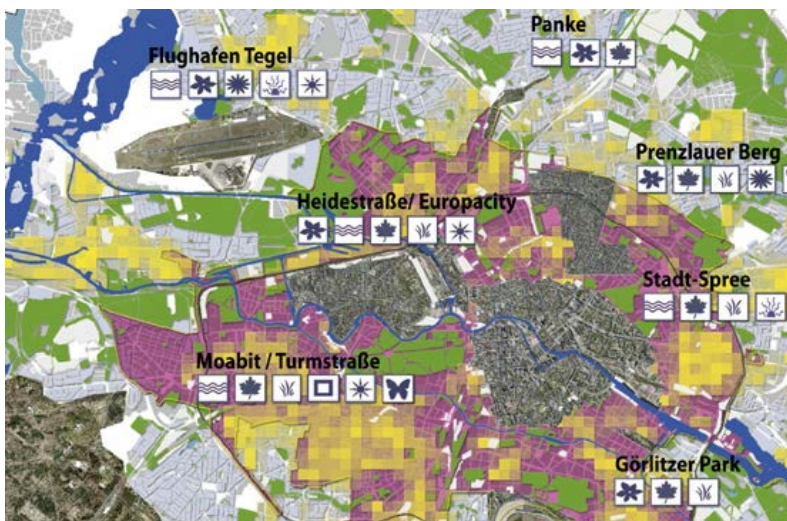 Panke
Flughafen Tegel
Prenzlauer Berg
Heidestraße/ Europacity
Stadt-Spree
Moabit / Turmstraße
Görlitzer Park